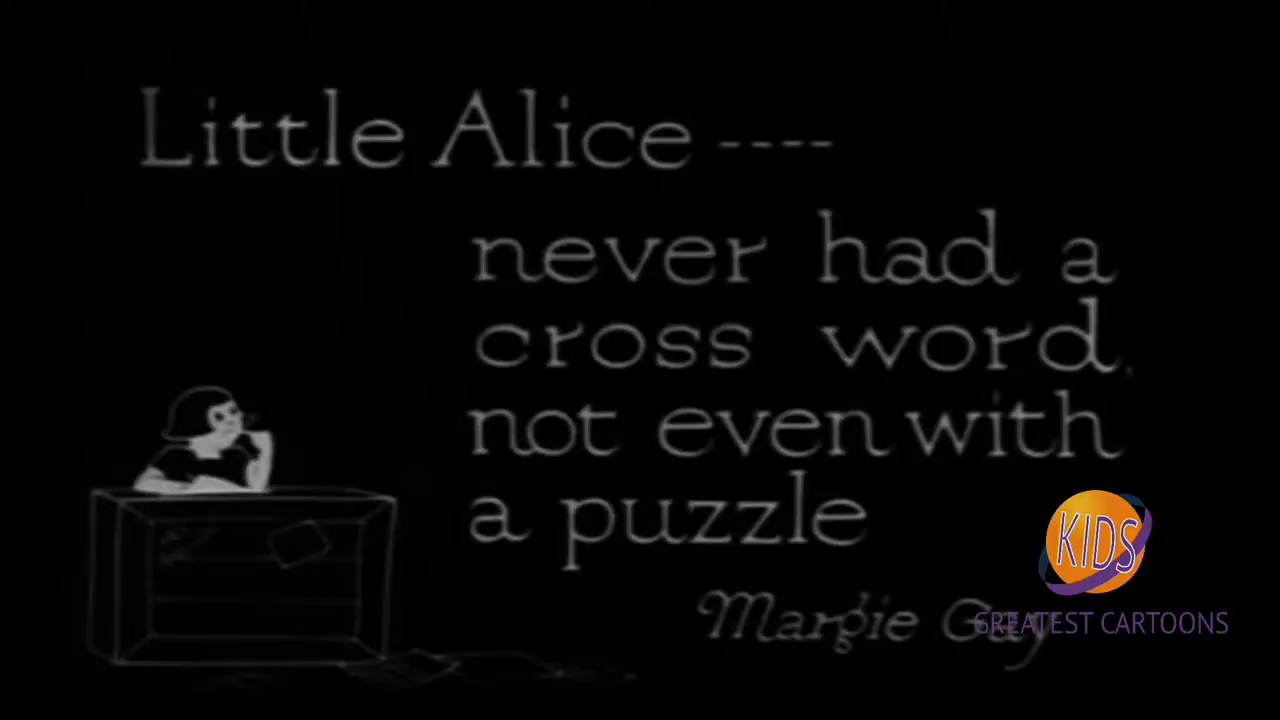 Little Alice ----
never had a
cross word,
not even with
a puzzle
Margie Gay
KIDS
GREATEST CARTOONS